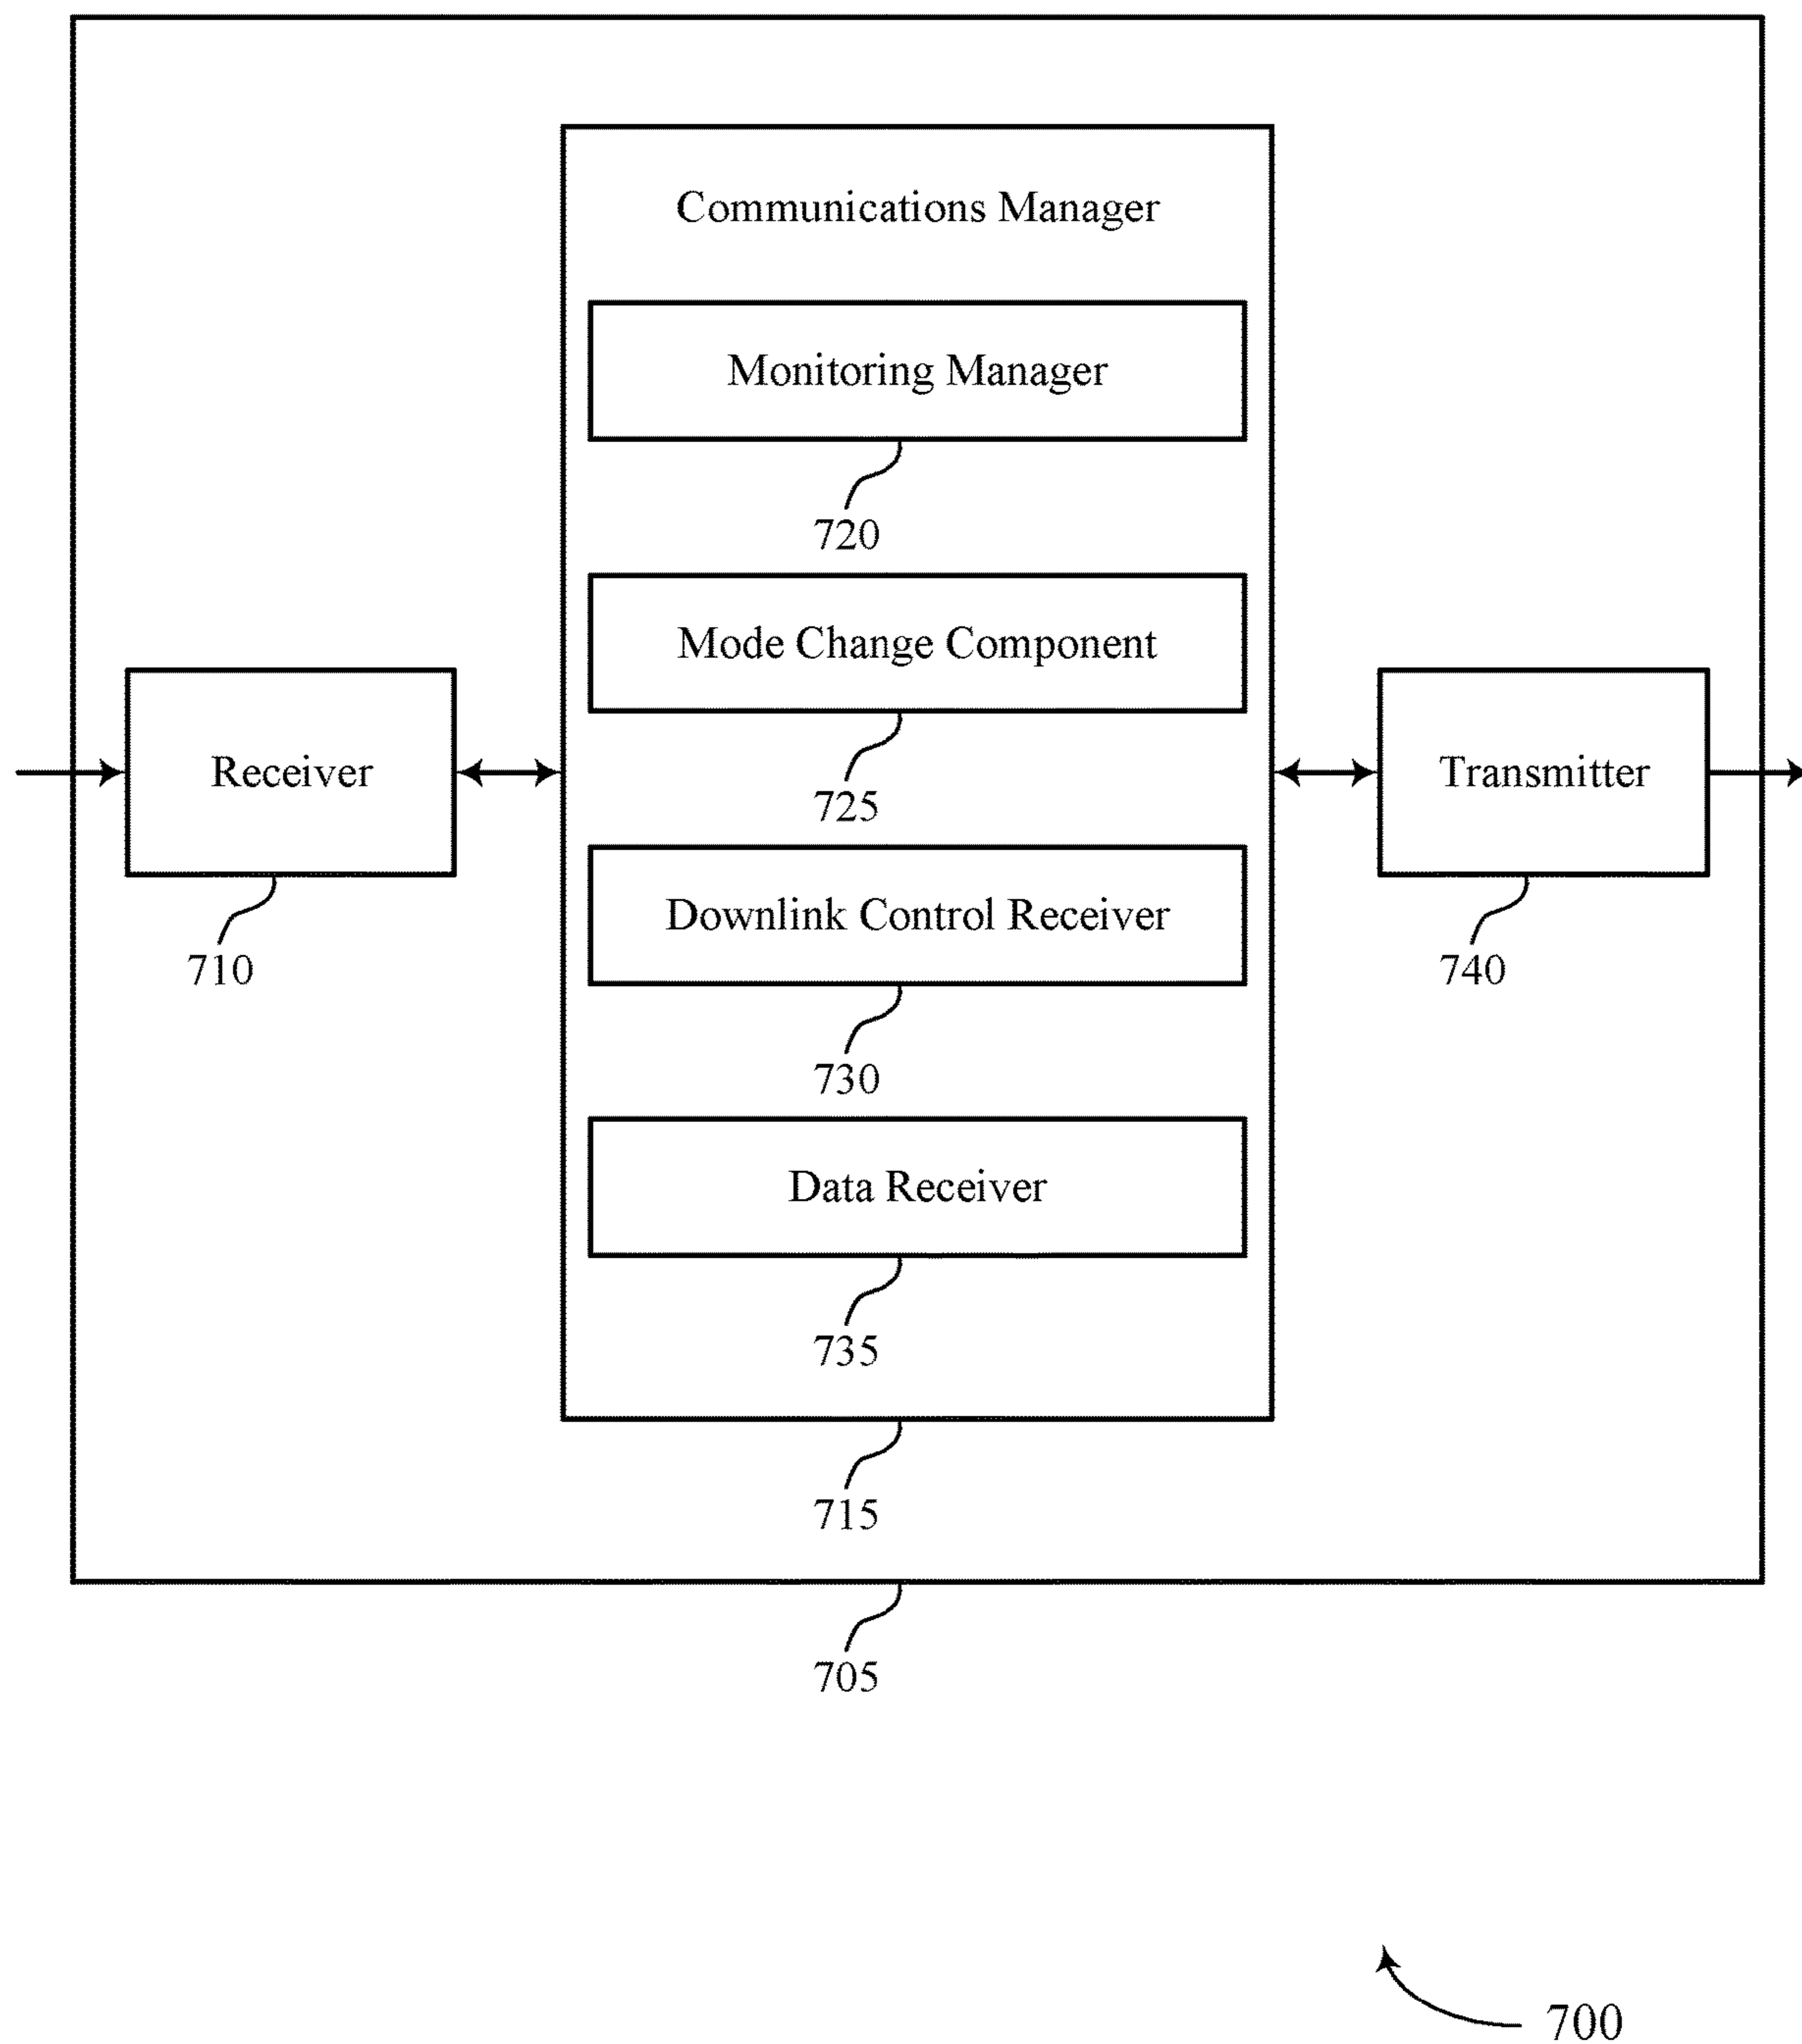 Communications Manager
Monitoring Manager
720
Mode Change Component
725
Receiver
710
Transmitter
740
Downlink Control Receiver
730
Data Receiver
735
715
705
700